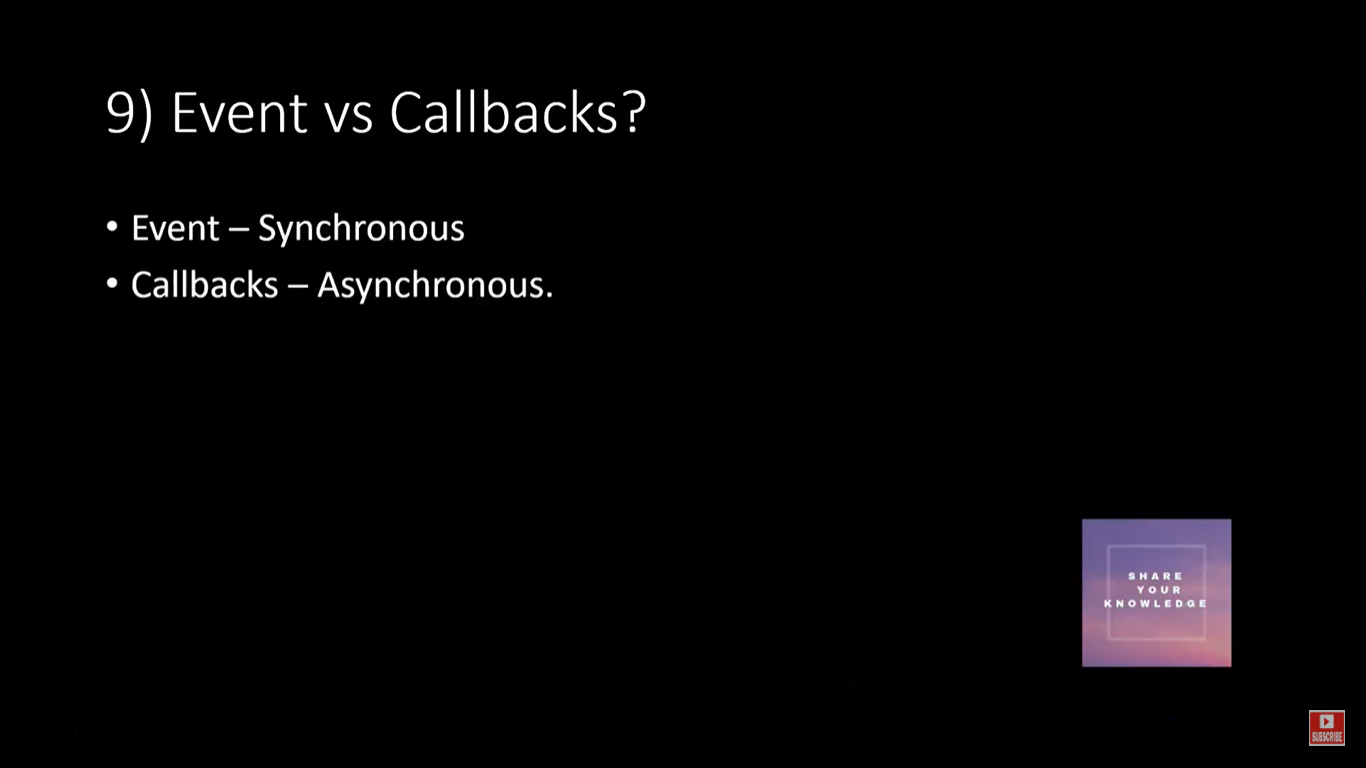 9) Event vs Callbacks?
• Event – Synchronous
• Callbacks – Asynchronous.
SHARE
YOUR
KNOWLEDGE
SUBSCRIBE